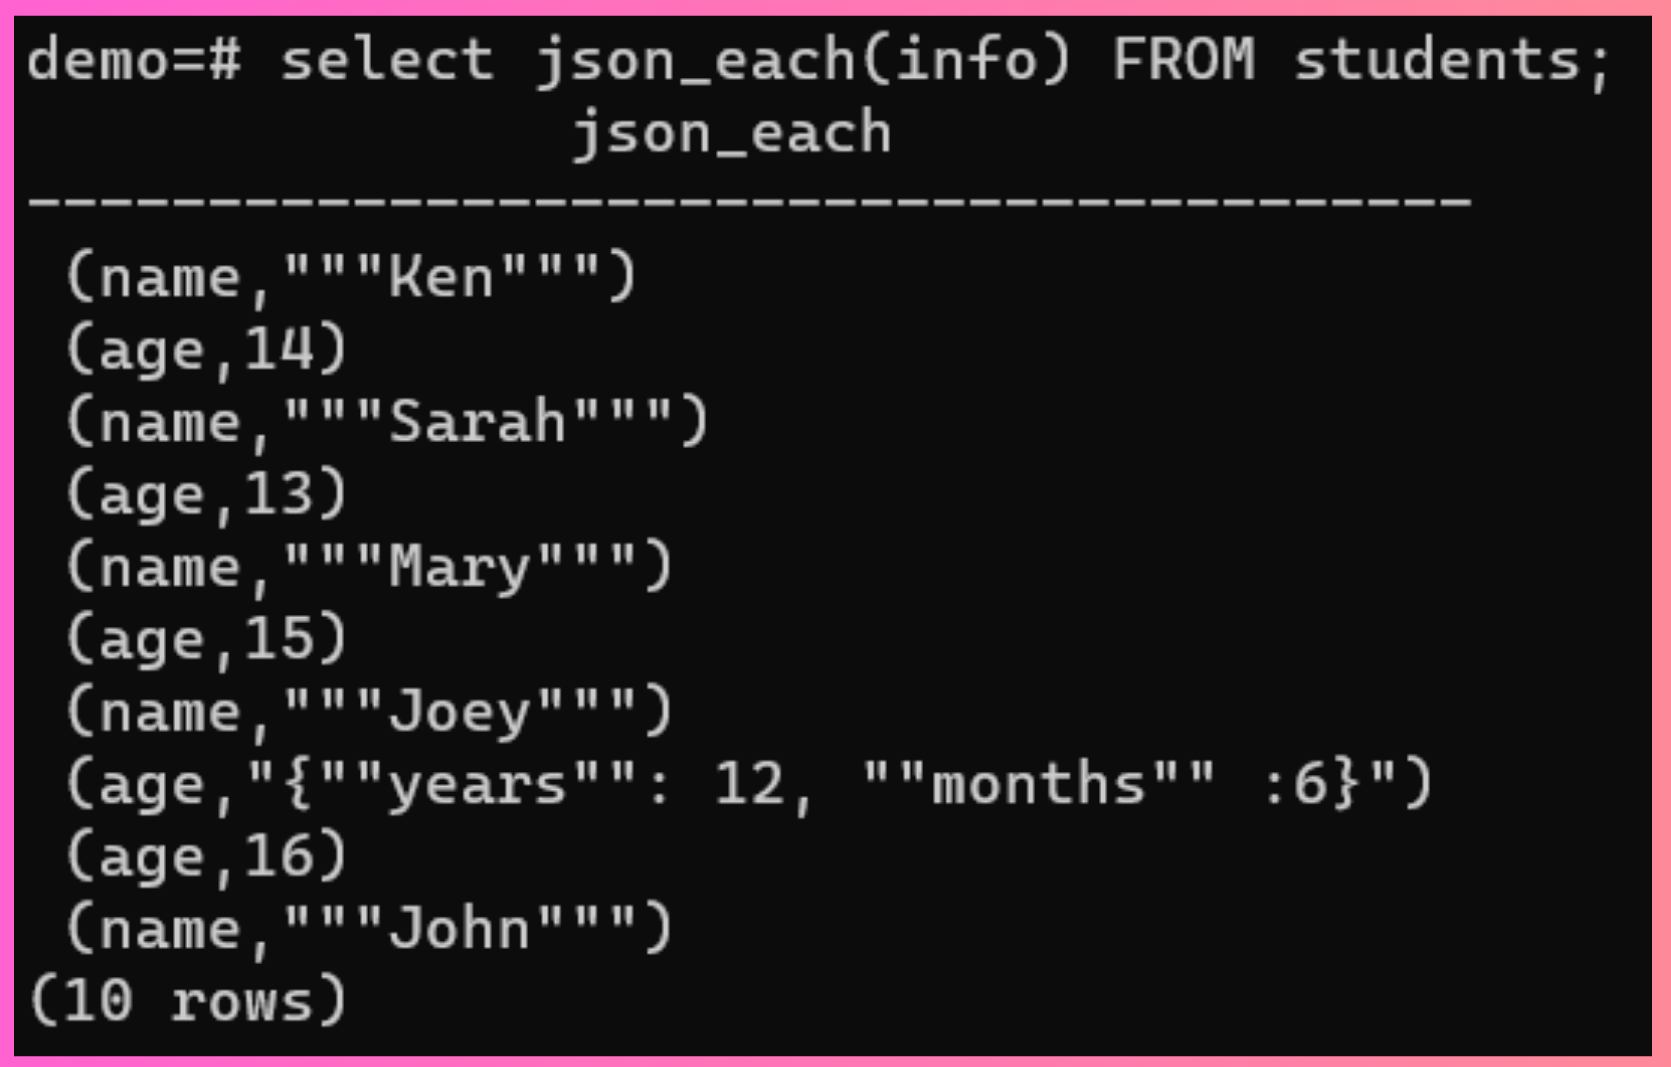 demo=# select json_each(info) FROM students;
json_each
----------------------------------------
(name,"""Ken""")
(age,14)
(name,"""Sarah""")
(age,13)
(name,"""Mary""")
(age,15)
(name,"""Joey""")
(age,"{""years"": 12, ""months"" :6}")
(age,16)
(name,"""John""")
(10 rows)